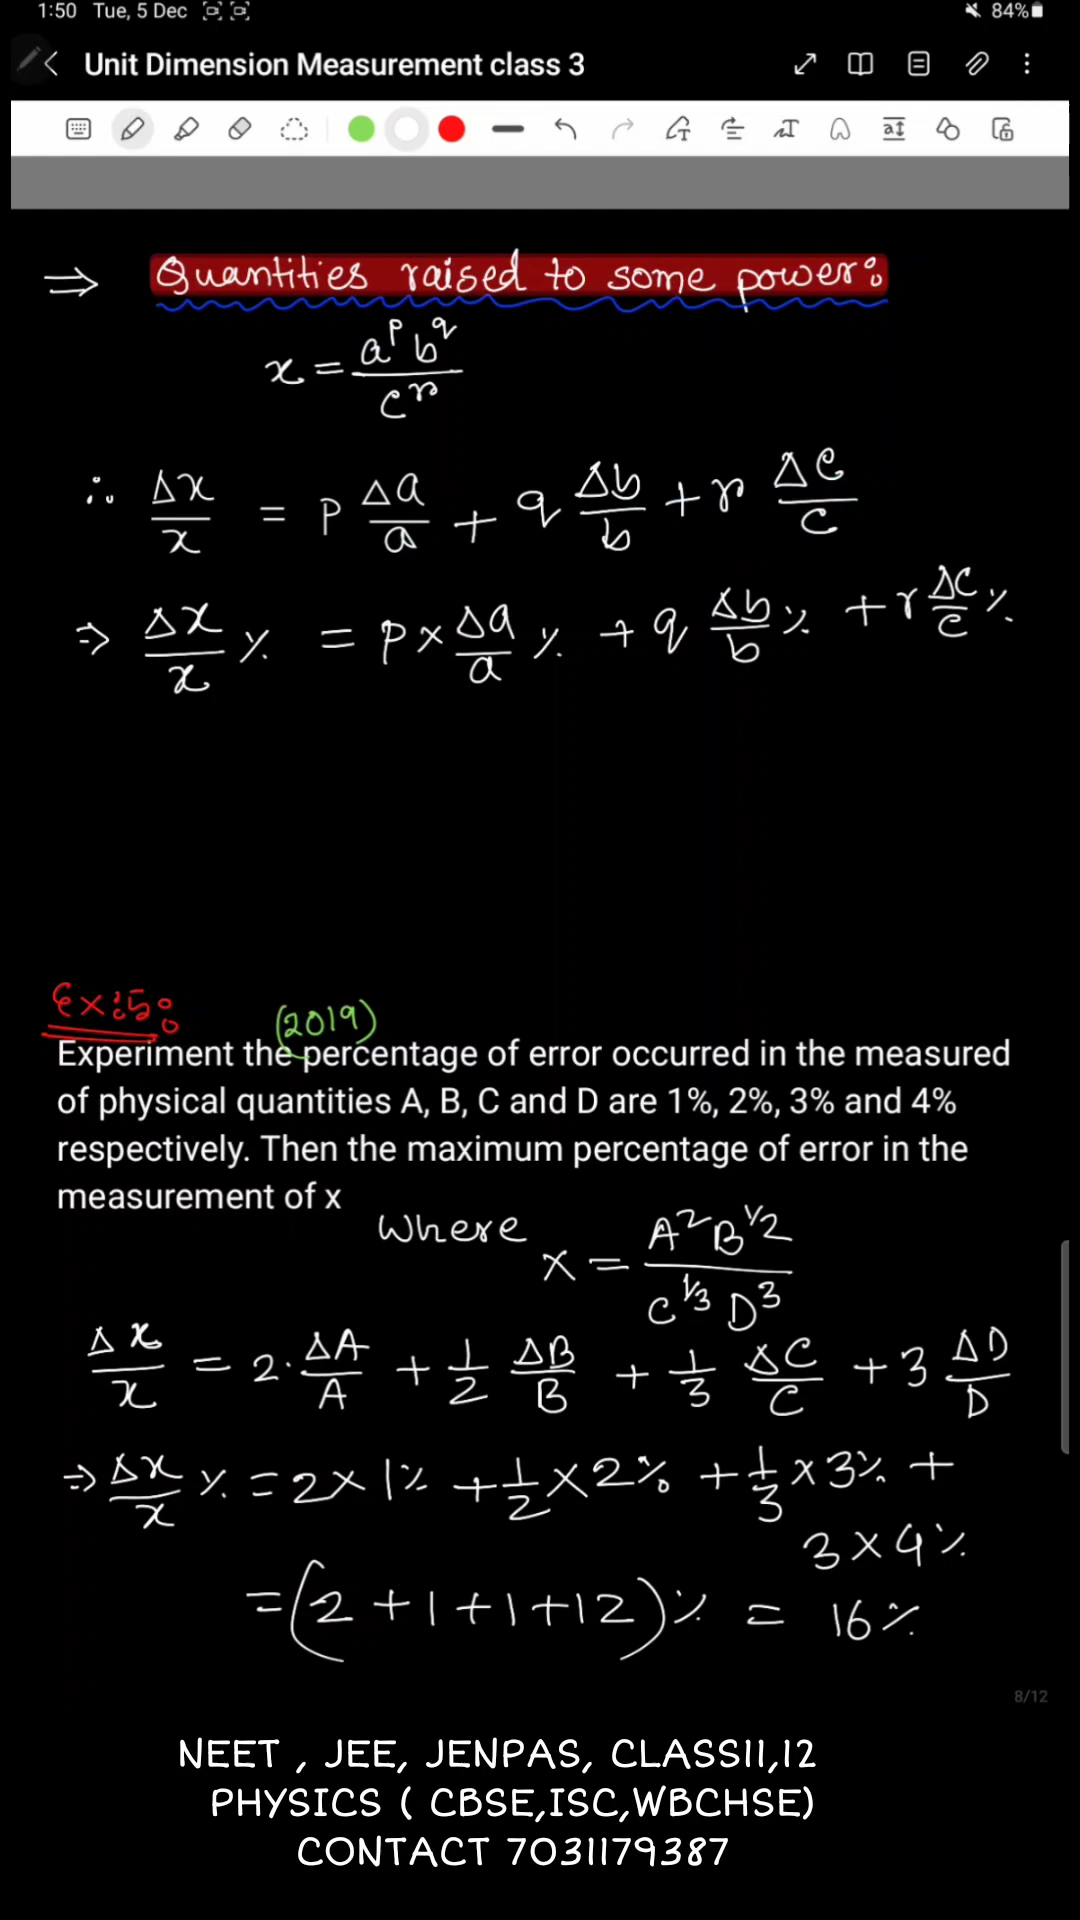 1:50 Tue, 5 Dec 84%
Unit Dimension Measurement class 3
⇒ Quantities raised to some power:
x = a^p b^q / c^r
∴ Δx/x = p Δa/a + q Δb/b + r Δc/c
⇒ Δx/x % = p × Δa/a % + q Δb/b % + r Δc/c %
Ex:5:
(2019)
Experiment the percentage of error occurred in the measured
of physical quantities A, B, C and D are 1%, 2%, 3% and 4%
respectively. Then the maximum percentage of error in the
measurement of x
Where x = A^2 B^1/2 / C^1/3 D^3
Δx/x = 2. ΔA/A + 1/2 ΔB/B + 1/3 ΔC/C + 3 ΔD/D
⇒ Δx/x % = 2 × 1% + 1/2 × 2% + 1/3 × 3% +
3 × 4%
= (2 + 1 + 1 + 12)% = 16%
8/12
NEET , JEE, JENPAS, CLASS11,12
PHYSICS ( CBSE,ISC,WBCHSE)
CONTACT 7031179387